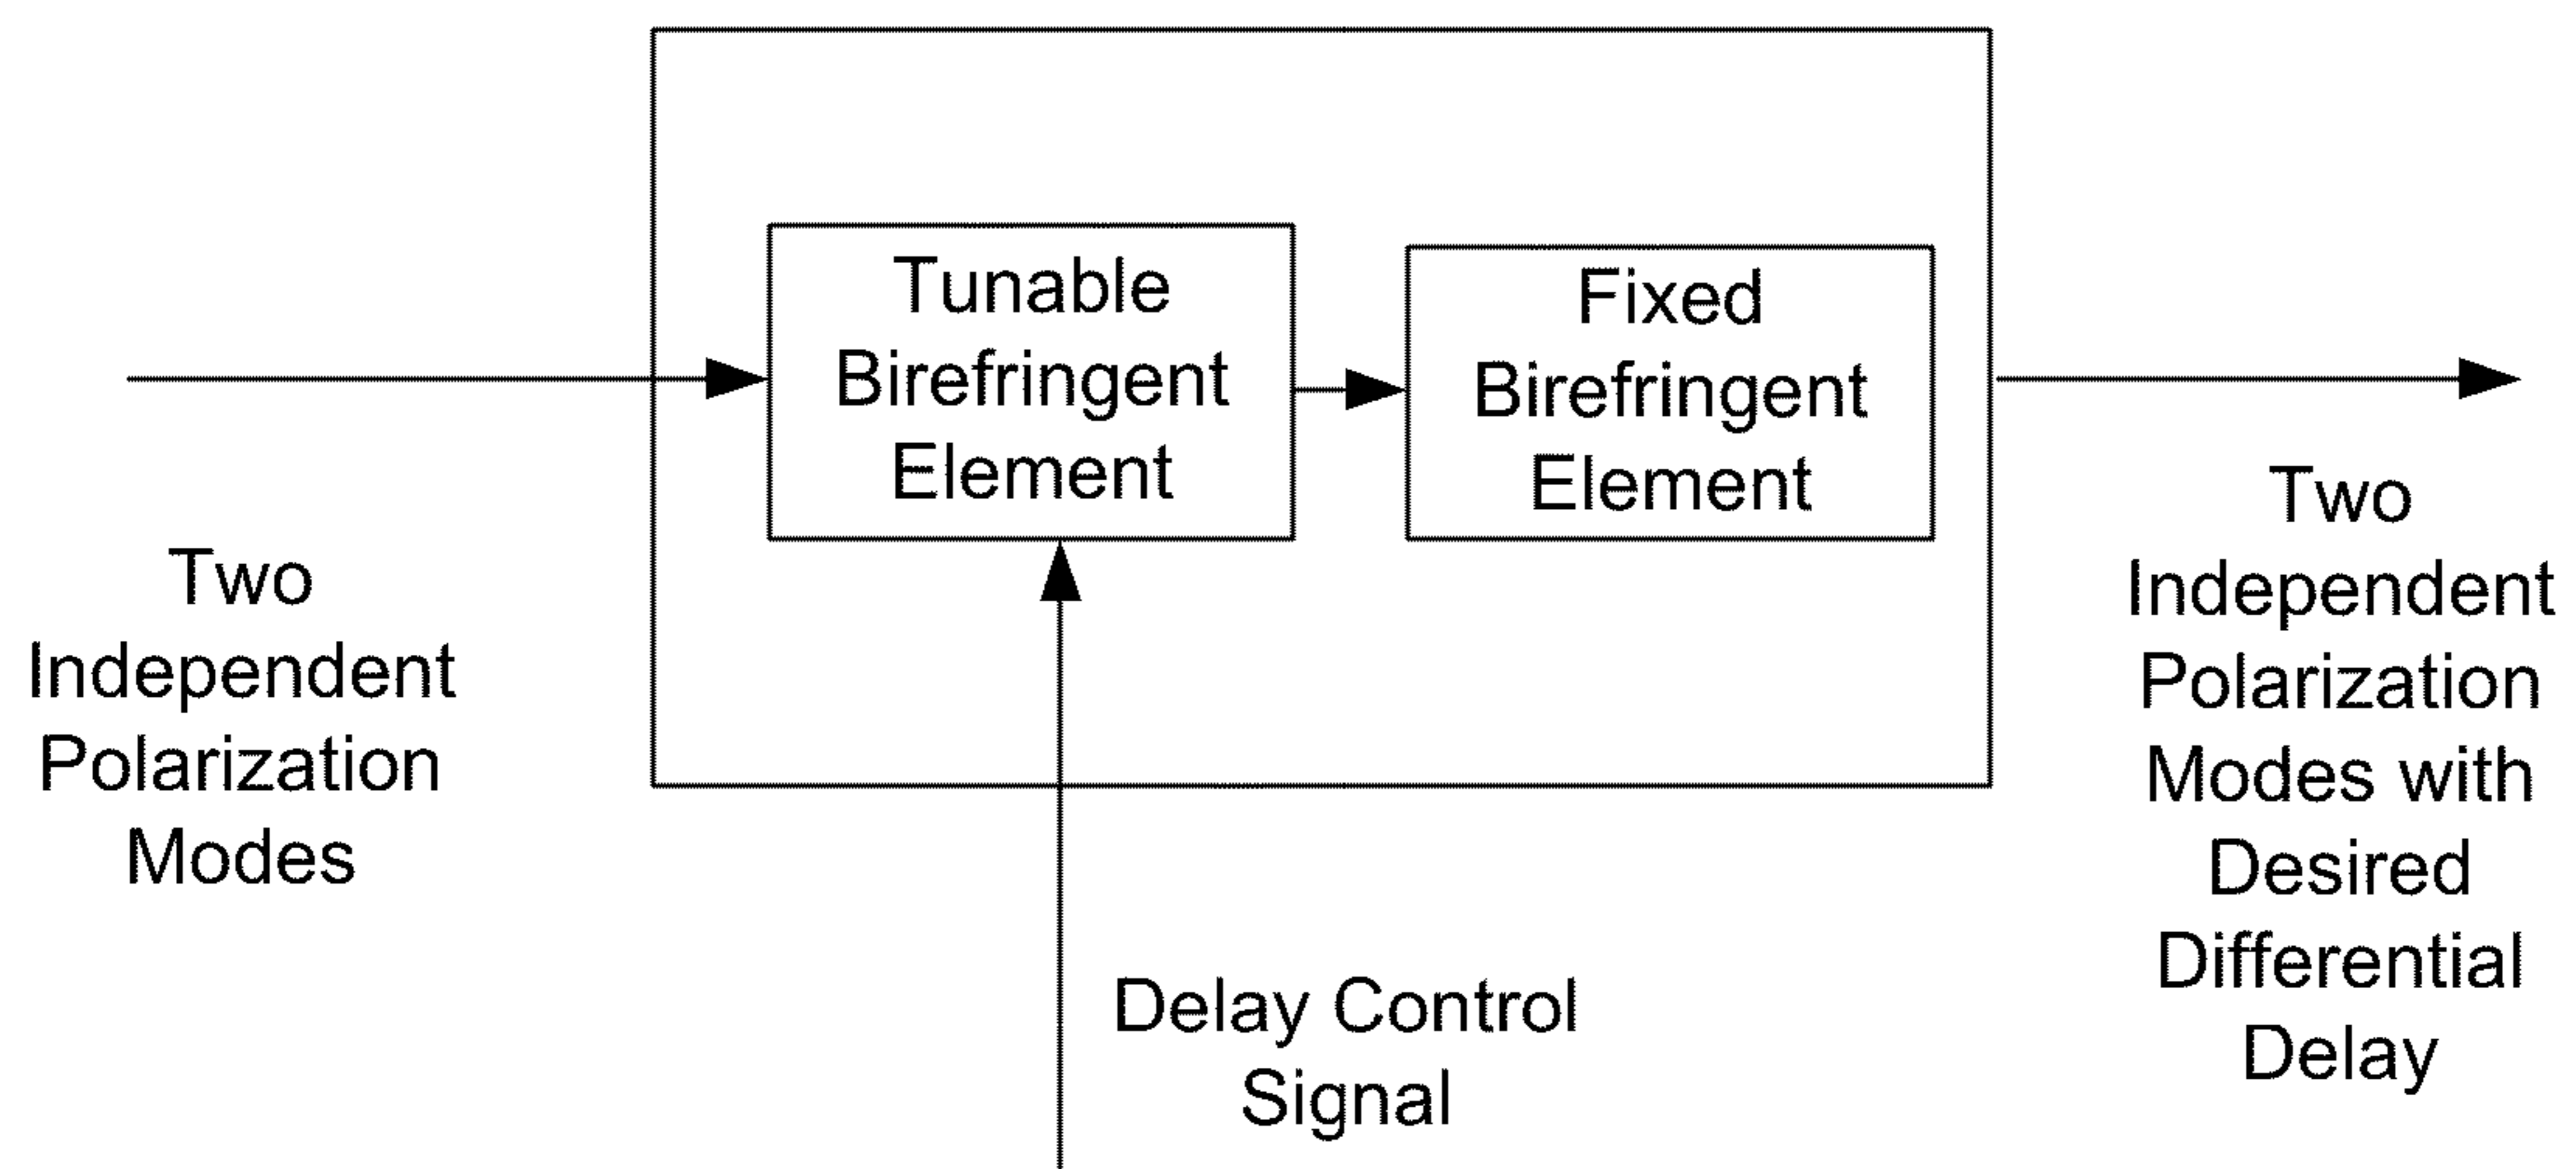 Tunable
Birefringent
Element
Fixed
Birefringent
Element
Two
Independent
Polarization
Modes
Two
Independent
Polarization
Modes with
Desired
Differential
Delay
Delay Control
Signal